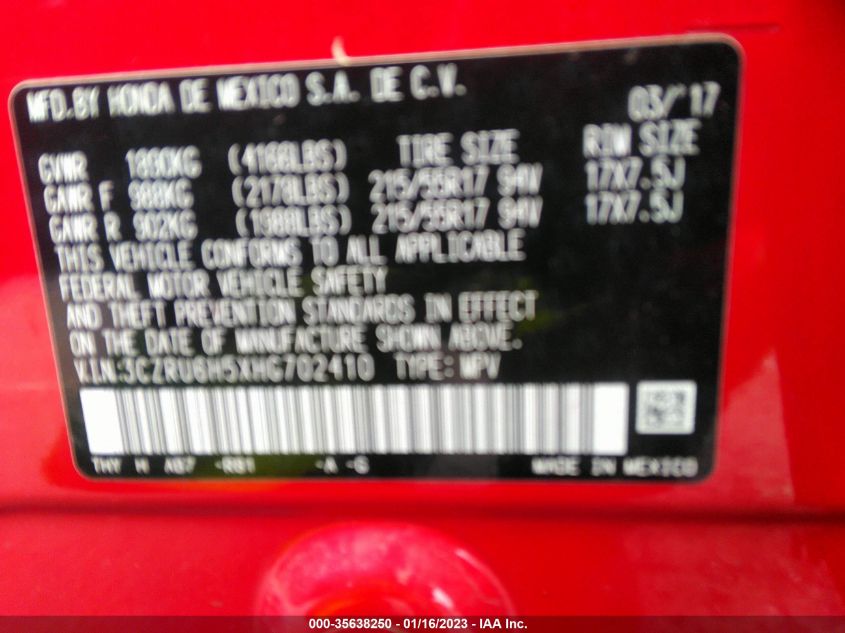 MFD.BY HONDA DE MEXICO S.A. DE C.V. 03/'17
GVWR 1890KG (4168LBS) TIRE SIZE RIM SIZE
GAWR F 988KG (2178LBS) 215/55R17 94V 17X7.5J
GAWR R 902KG (1988LBS) 215/55R17 94V 17X7.5J
THIS VEHICLE CONFORMS TO ALL APPLICABLE
FEDERAL MOTOR VEHICLE SAFETY
AND THEFT PREVENTION STANDARDS IN EFFECT
ON THE DATE OF MANUFACTURE SHOWN ABOVE.
V.I.N:3CZRU6H5XHG702410 TYPE:MPV
THY H -R81 -A -G MADE IN MEXICO
000-35638250 - 01/16/2023 - IAA Inc.